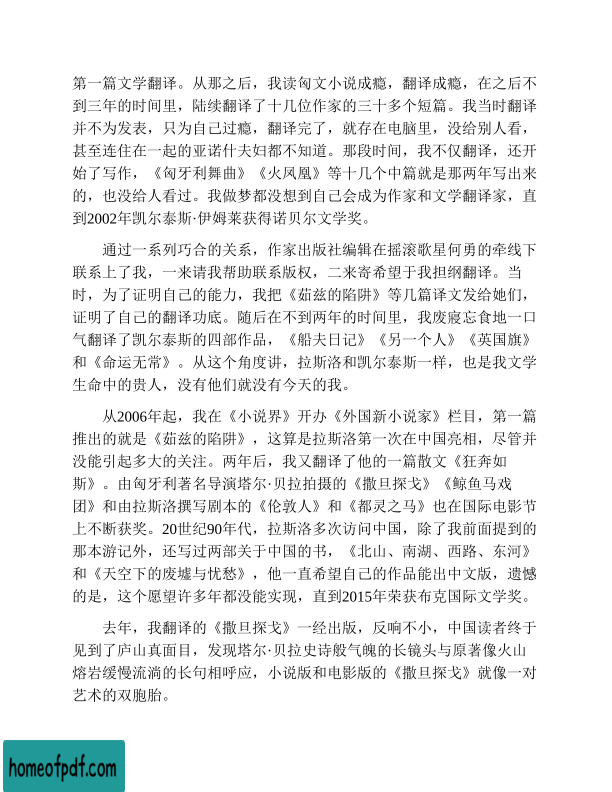 第一篇文学翻译。从那之后，我读匈文小说成瘾，翻译成瘾，在之后不
到三年的时间里，陆续翻译了十几位作家的三十多个短篇。我当时翻译
并不为发表，只为自己过瘾，翻译完了，就存在电脑里，没给别人看，
甚至连住在一起的亚诺什夫妇都不知道。那段时间，我不仅翻译，还开
始了写作，《匈牙利舞曲》《火凤凰》等十几个中篇就是那两年写出来
的，也没给人看过。我做梦都没想到自己会成为作家和文学翻译家，直
到2002年凯尔泰斯·伊姆莱获得诺贝尔文学奖。
通过一系列巧合的关系，作家出版社编辑在摇滚歌星何勇的牵线下
联系上了我，一来请我帮助联系版权，二来寄希望于我担纲翻译。当
时，为了证明自己的能力，我把《茹兹的陷阱》等几篇译文发给她们，
证明了自己的翻译功底。随后在不到两年的时间里，我废寝忘食地一口
气翻译了凯尔泰斯的四部作品，《船夫日记》《另一个人》《英国旗》
和《命运无常》。从这个角度讲，拉斯洛和凯尔泰斯一样，也是我文学
生命中的贵人，没有他们就没有今天的我。
从2006年起，我在《小说界》开办《外国新小说家》栏目，第一篇
推出的就是《茹兹的陷阱》，这算是拉斯洛第一次在中国亮相，尽管并
没能引起多大的关注。两年后，我又翻译了他的一篇散文《狂奔如
斯》。由匈牙利著名导演塔尔·贝拉拍摄的《撒旦探戈》《鲸鱼马戏
团》和由拉斯洛撰写剧本的《伦敦人》和《都灵之马》也在国际电影节
上不断获奖。20世纪90年代，拉斯洛多次访问中国，除了我前面提到的
那本游记外，还写过两部关于中国的书，《北山、南湖、西路、东河》
和《天空下的废墟与忧愁》，他一直希望自己的作品能出中文版，遗憾
的是，这个愿望许多年都没能实现，直到2015年荣获布克国际文学奖。
去年，我翻译的《撒旦探戈》一经出版，反响不小，中国读者终于
见到了庐山真面目，发现塔尔·贝拉史诗般气魄的长镜头与原著像火山
熔岩缓慢流淌的长句相呼应，小说版和电影版的《撒旦探戈》就像一对
艺术的双胞胎。
homeofpdf.com